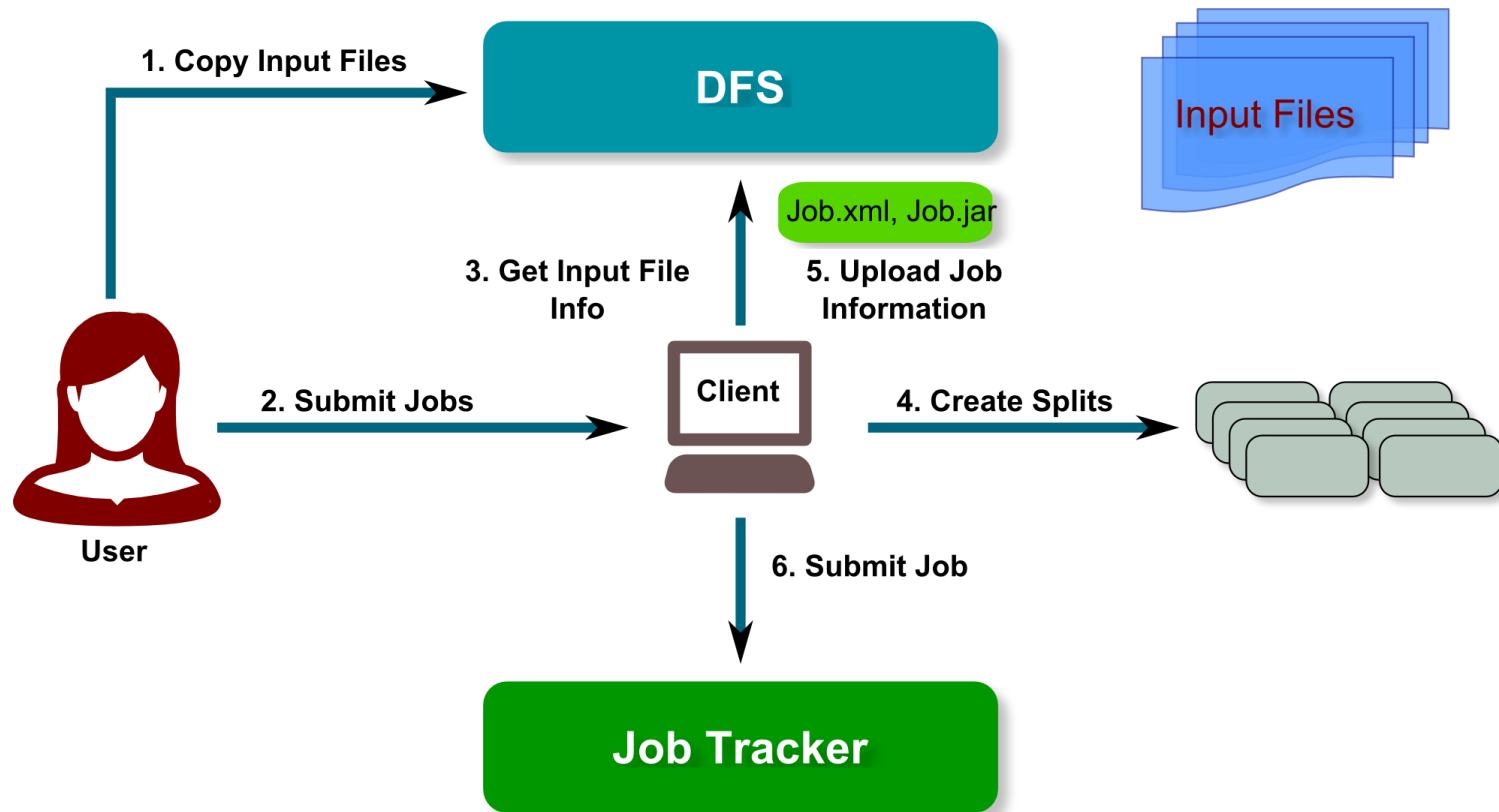 1. Copy Input Files
DFS
Input Files
Job.xml, Job.jar
3. Get Input File
Info
5. Upload Job
Information
2. Submit Jobs
Client
4. Create Splits
User
6. Submit Job
Job Tracker